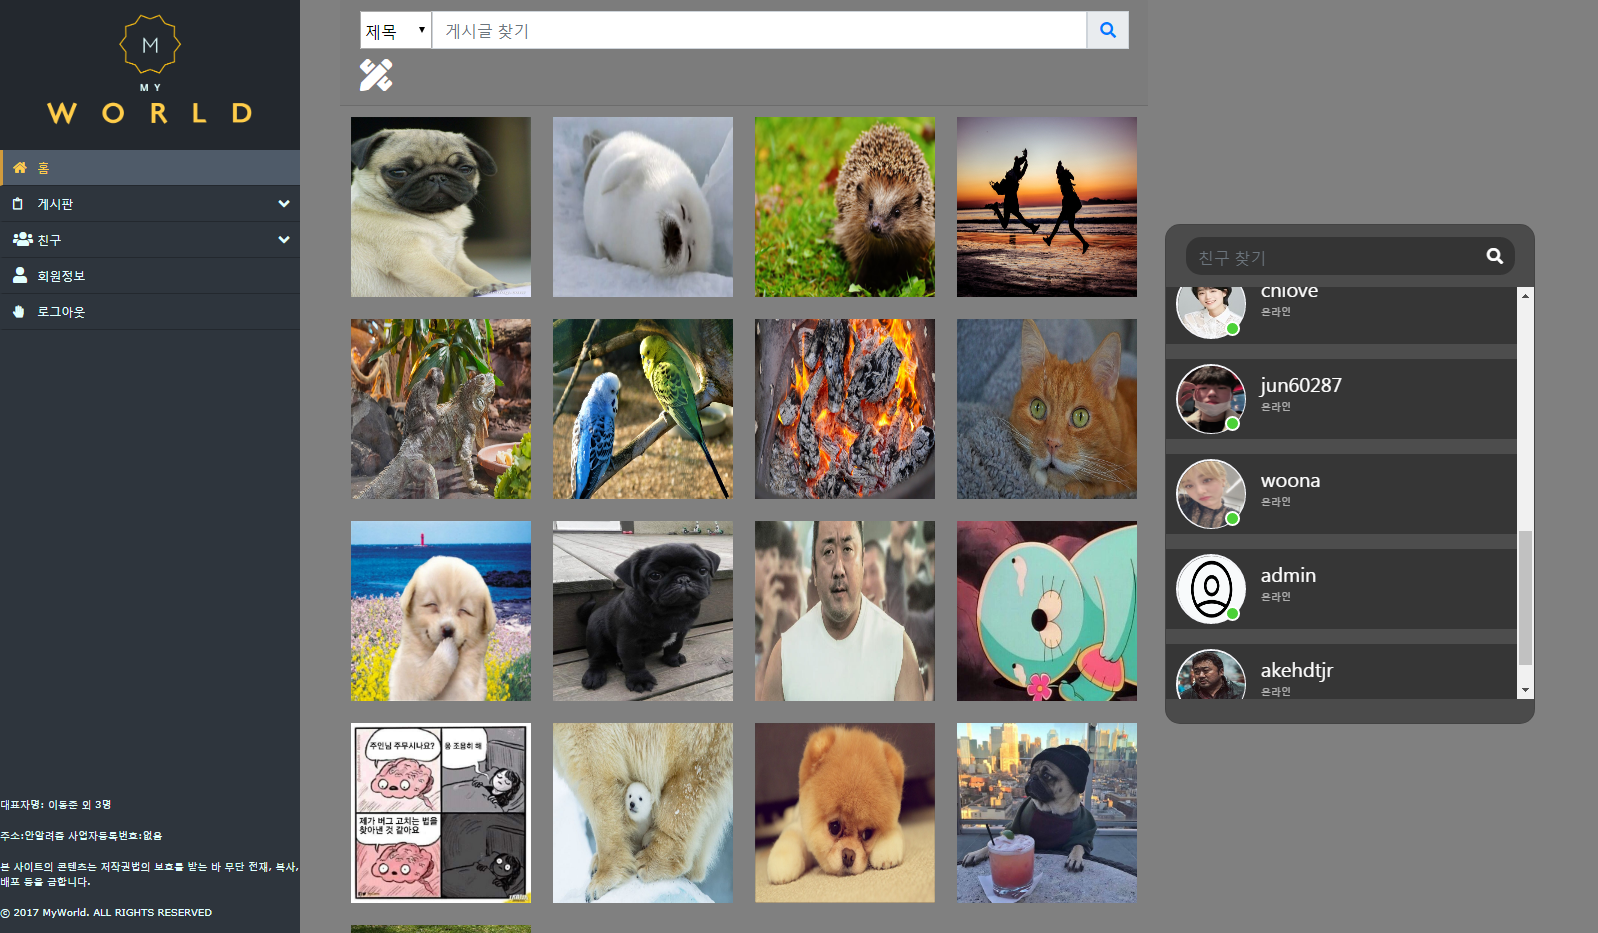 M
MY
WORLD
홈
게시판
친구
회원정보
로그아웃
대표자명: 이동준 외 3명
주소:안알려줌 사업자등록번호:없음
본 사이트의 콘텐츠는 저작권법의 보호를 받는 바 무단 전재, 복사,
배포 등을 금합니다.
© 2017 MyWorld. ALL RIGHTS RESERVED
제목
게시글 찾기
주인님 주무시나요?
응 조용히 해
제가 버그 고치는 법을
찾아낸 것 같아요
친구 찾기
chlove
온라인
jun60287
온라인
woona
온라인
admin
온라인
akehdtjr
온라인